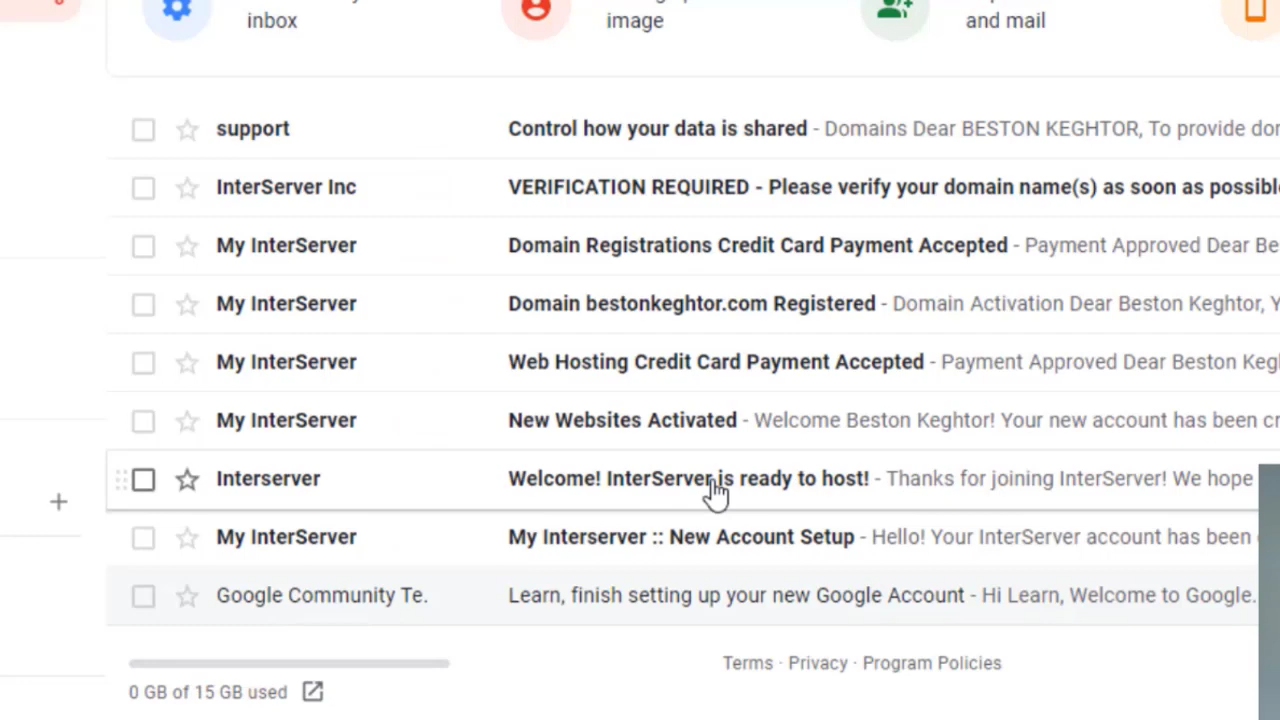 inbox
image
and mail
support Control how your data is shared - Domains Dear BESTON KEGHTOR, To provide
InterServer Inc VERIFICATION REQUIRED - Please verify your domain name(s) as soon as
My InterServer Domain Registrations Credit Card Payment Accepted - Payment Approved Dear
My InterServer Domain bestonkeghtor.com Registered - Domain Activation Dear Beston Keghtor,
My InterServer Web Hosting Credit Card Payment Accepted - Payment Approved Dear Beston
My InterServer New Websites Activated - Welcome Beston Keghtor! Your new account has been
Interserver Welcome! InterServer is ready to host! - Thanks for joining InterServer! We hope
My InterServer My Interserver :: New Account Setup - Hello! Your InterServer account has been
Google Community Te. Learn, finish setting up your new Google Account - Hi Learn, Welcome to Google.
Terms · Privacy · Program Policies
0 GB of 15 GB used